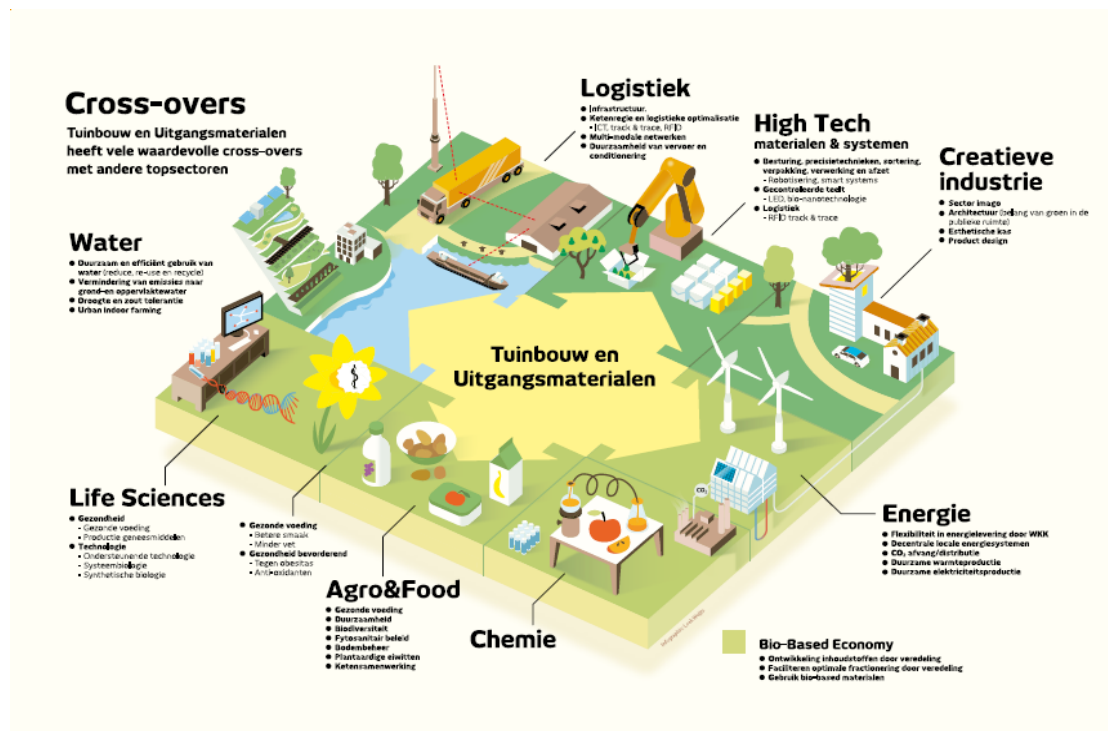 Cross-overs
Tuinbouw en Uitgangsmaterialen
heeft vele waardevolle cross-overs
met andere topsectoren
Logistiek
● Infrastructuur.
● Ketenregie en logistieke optimalisatie
- ICT, track & trace, RFID
● Multi-modale netwerken
● Duurzaamheid van vervoer en
conditionering
High Tech
materialen & systemen
● Besturing, precisietechnieken, sortering,
verpakking, verwerking en afzet
- Robotisering, smart systems
● Gecontroleerde teelt
- LED, bio-nanotechnologie
● Logistiek
- RFID track & trace
Creatieve
industrie
● Sector imago
● Architectuur (belang van groen in de
publieke ruimte)
● Esthetische kas
● Product design
Water
● Duurzaam en efficiënt gebruik van
water (reduce, re-use en recycle)
● Vermindering van emissies naar
grond-en oppervlaktewater
● Droogte en zout tolerantie
● Urban indoor farming
Tuinbouw en
Uitgangsmaterialen
CO₂
Life Sciences
● Gezondheid
- Gezonde voeding
- Productie geneesmiddelen
● Technologie
- Ondersteunende technologie
- Systeembiologie
- Synthetische biologie
● Gezonde voeding
- Betere smaak
- Minder vet
● Gezondheid bevorderend
- Tegen obesitas
- Anti-oxidanten
Agro&Food
● Gezonde voeding
● Duurzaamheid
● Biodiversiteit
● Fytosanitair beleid
● Bodembeheer
● Plantaardige eiwitten
● Ketensamenwerking
Chemie
Energie
● Flexibiliteit in energielevering door WKK
● Decentrale locale energiesystemen
● CO₂ afvang/distributie
● Duurzame warmteproductie
● Duurzame elektriciteitsproductie
Bio-Based Economy
● Ontwikkeling inhoudstoffen door veredeling
● Faciliteren optimale fractionering door veredeling
● Gebruik bio-based materialen